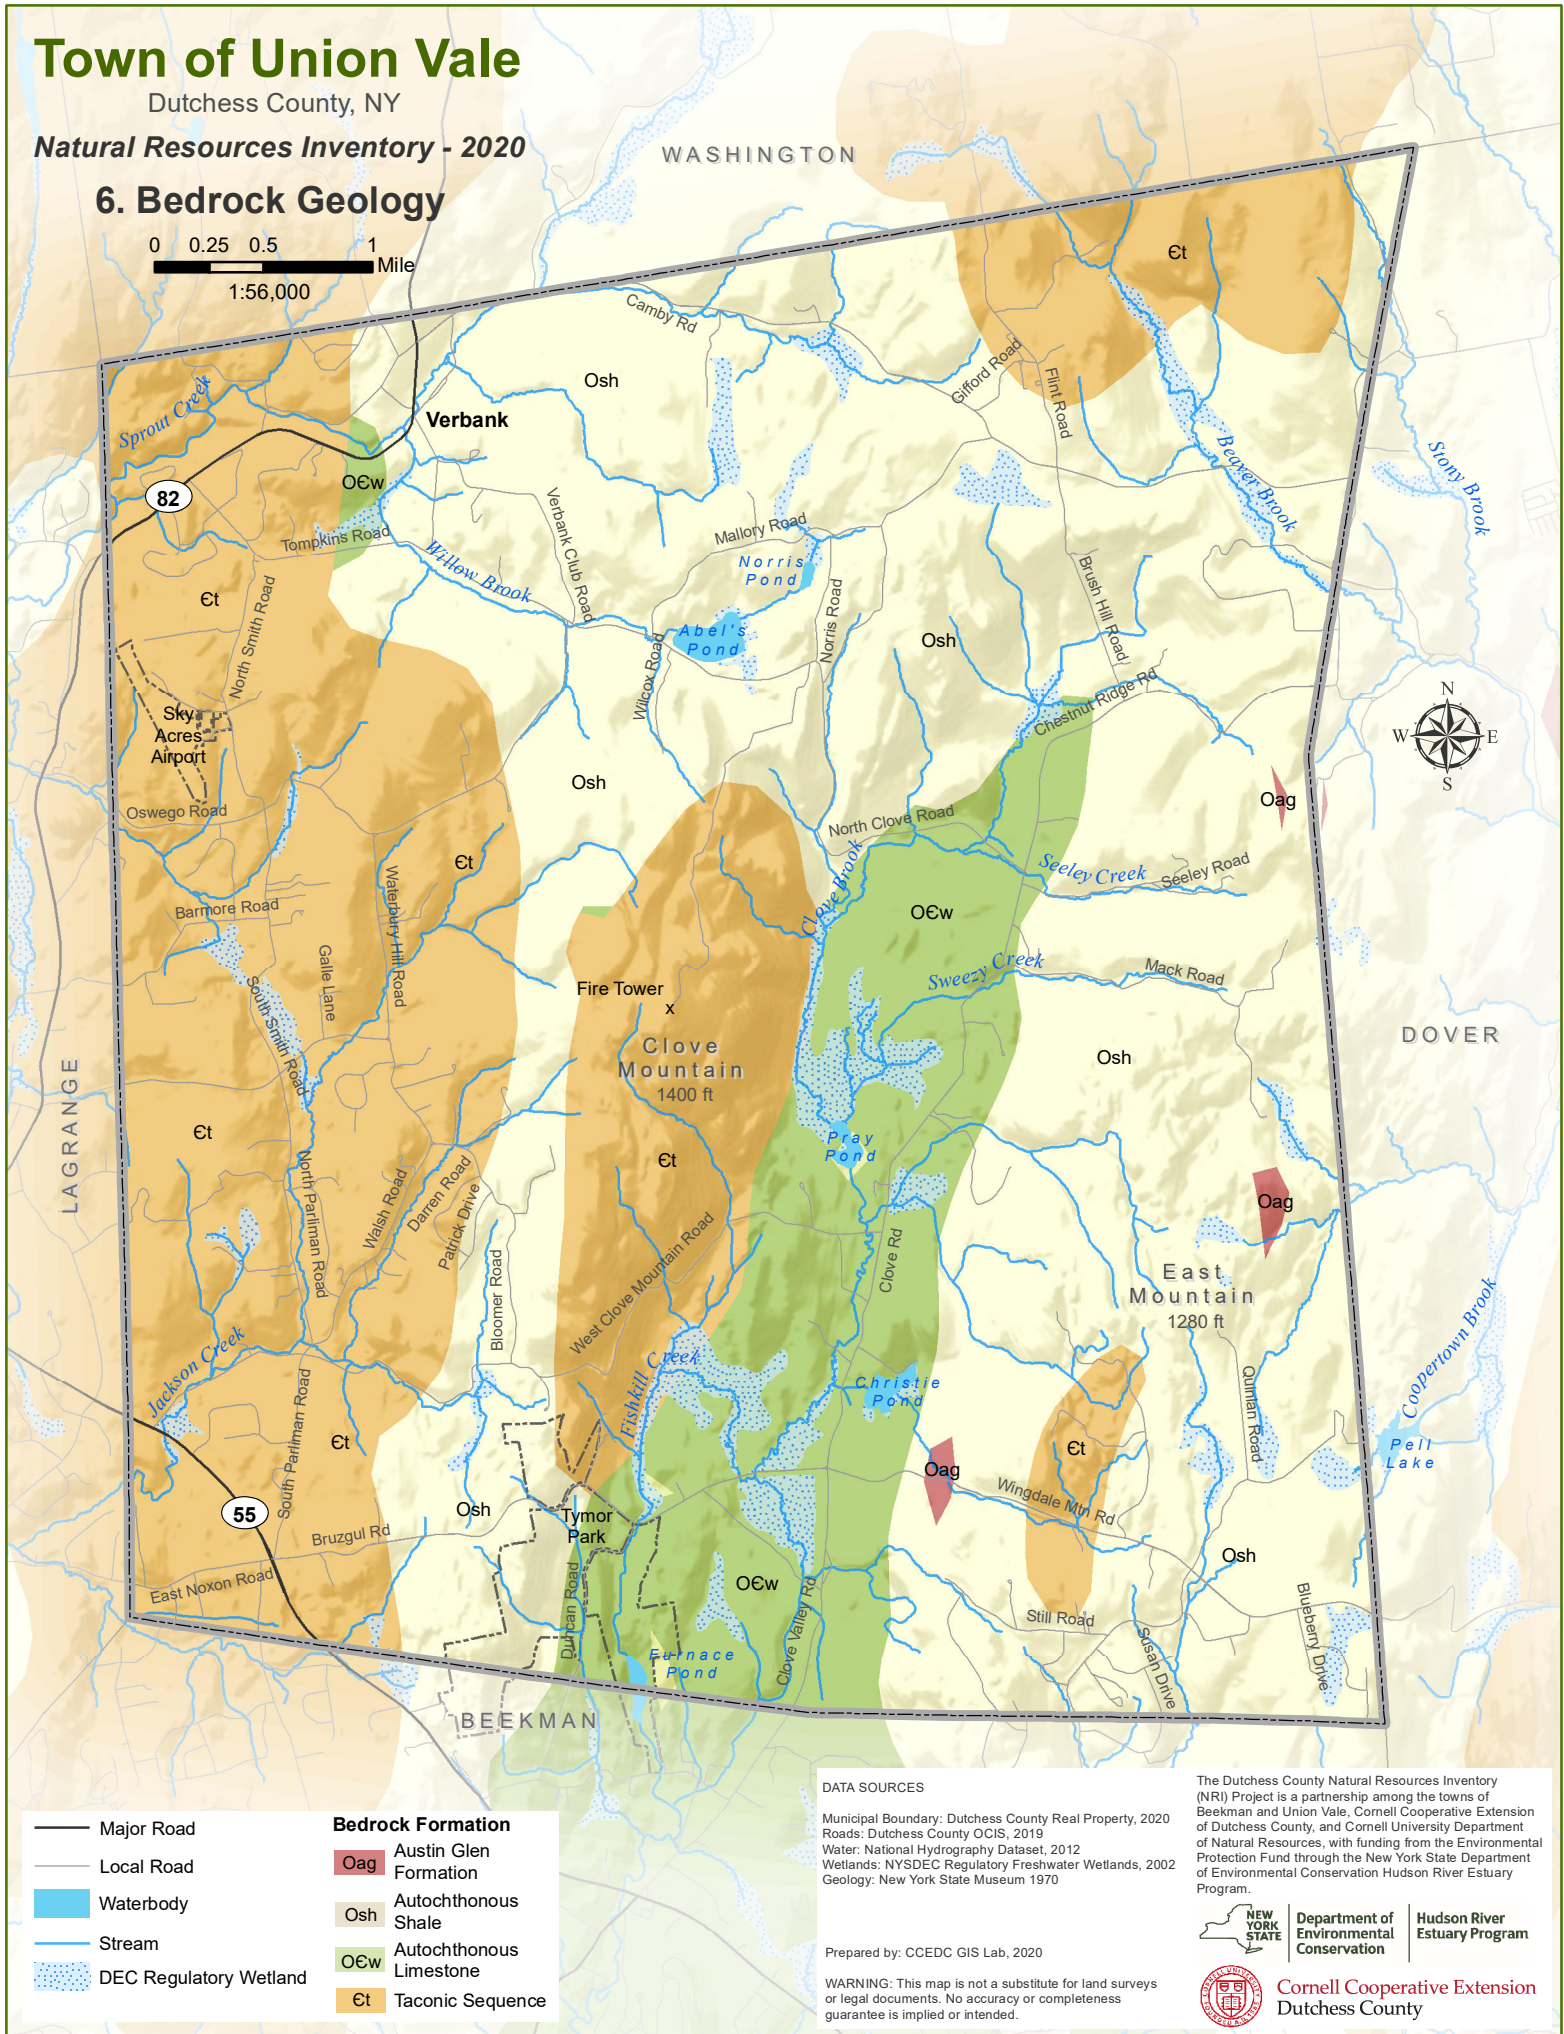 Town of Union Vale
Dutchess County, NY
Natural Resources Inventory - 2020
6. Bedrock Geology
0 0.25 0.5 1
Mile
1:56,000
WASHINGTON
Єt
Camby Rd
Gifford Road
Flint Road
Osh
Sprout Creek
Verbank
82
OЄw
Beaver Brook
Stony Brook
Verbank Club Road
Mallory Road
Tompkins Road
Willow Brook
Norris
Pond
Brush Hill Road
Єt
North Smith Road
Norris Road
Abel's
Pond
Osh
Wilcox Road
Chestnut Ridge Rd
N
W E
S
Sky
Acres
Airport
Osh
Oag
Oswego Road
North Clove Road
Єt
Waterbury Hill Road
Clove Brook
Seeley Creek
Seeley Road
Barmore Road
OЄw
Galle Lane
South Smith Road
Sweezy Creek
Mack Road
Fire Tower
x
Clove
Mountain
1400 ft
DOVER
Osh
LAGRANGE
Єt
Pray
Pond
Єt
North Parliman Road
Walsh Road
Darren Road
Patrick Drive
Oag
Bloomer Road
West Clove Mountain Road
Clove Rd
East
Mountain
1280 ft
Jackson Creek
Fishkill Creek
Christie
Pond
Quinlan Road
Coopertown Brook
South Parliman Road
Єt
Єt
Pell
Lake
Oag
Wingdale Mtn Rd
55
Osh
Tymor
Park
Bruzgul Rd
Osh
East Noxon Road
Duncan Road
OЄw
Clove Valley Rd
Still Road
Susan Drive
Blueberry Drive
Furnace
Pond
BEEKMAN
Major Road
Local Road
Waterbody
Stream
DEC Regulatory Wetland
Bedrock Formation
Oag
Austin Glen
Formation
Osh
Autochthonous
Shale
OЄw
Autochthonous
Limestone
Єt
Taconic Sequence
DATA SOURCES
Municipal Boundary: Dutchess County Real Property, 2020
Roads: Dutchess County OCIS, 2019
Water: National Hydrography Dataset, 2012
Wetlands: NYSDEC Regulatory Freshwater Wetlands, 2002
Geology: New York State Museum 1970
Prepared by: CCEDC GIS Lab, 2020
WARNING: This map is not a substitute for land surveys
or legal documents. No accuracy or completeness
guarantee is implied or intended.
The Dutchess County Natural Resources Inventory
(NRI) Project is a partnership among the towns of
Beekman and Union Vale, Cornell Cooperative Extension
of Dutchess County, and Cornell University Department
of Natural Resources, with funding from the Environmental
Protection Fund through the New York State Department
of Environmental Conservation Hudson River Estuary
Program.
NEW
YORK
STATE
Department of
Environmental
Conservation
Hudson River
Estuary Program
Cornell Cooperative Extension
Dutchess County